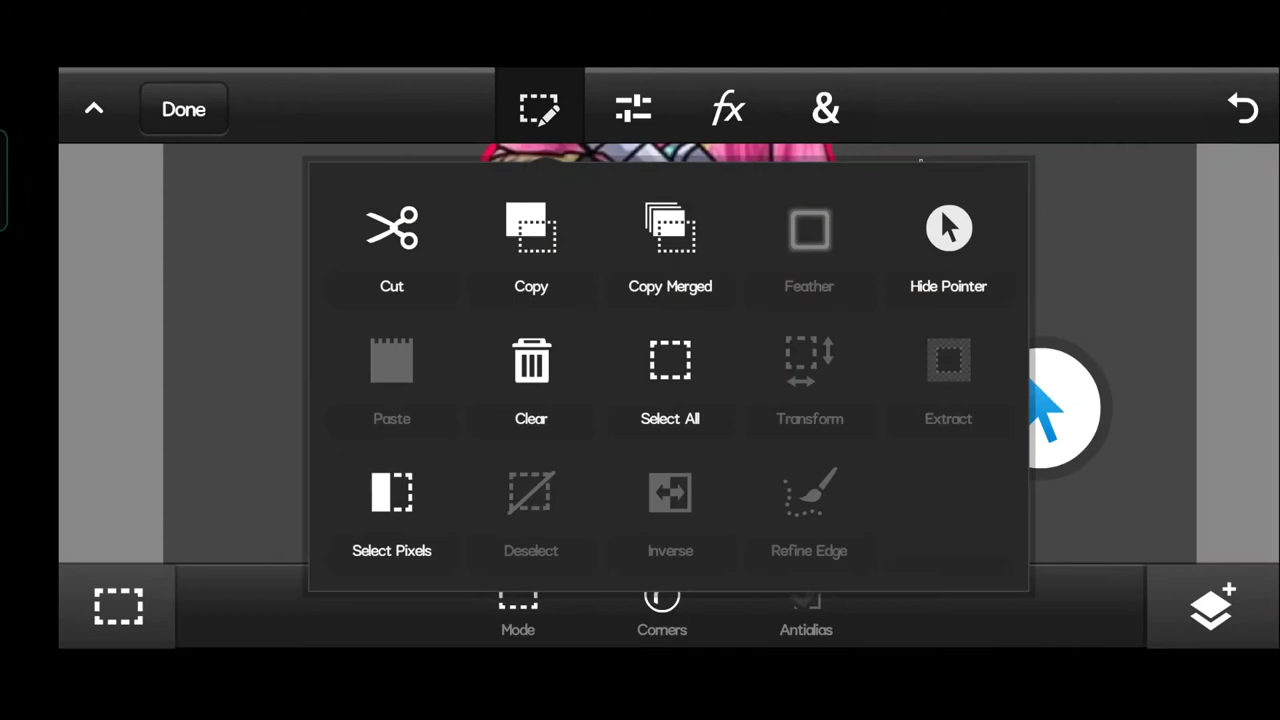 Done
fx
&
Cut
Copy
Copy Merged
Feather
Hide Pointer
Paste
Clear
Select All
Transform
Extract
Select Pixels
Deselect
Inverse
Refine Edge
Mode
Corners
Antialias